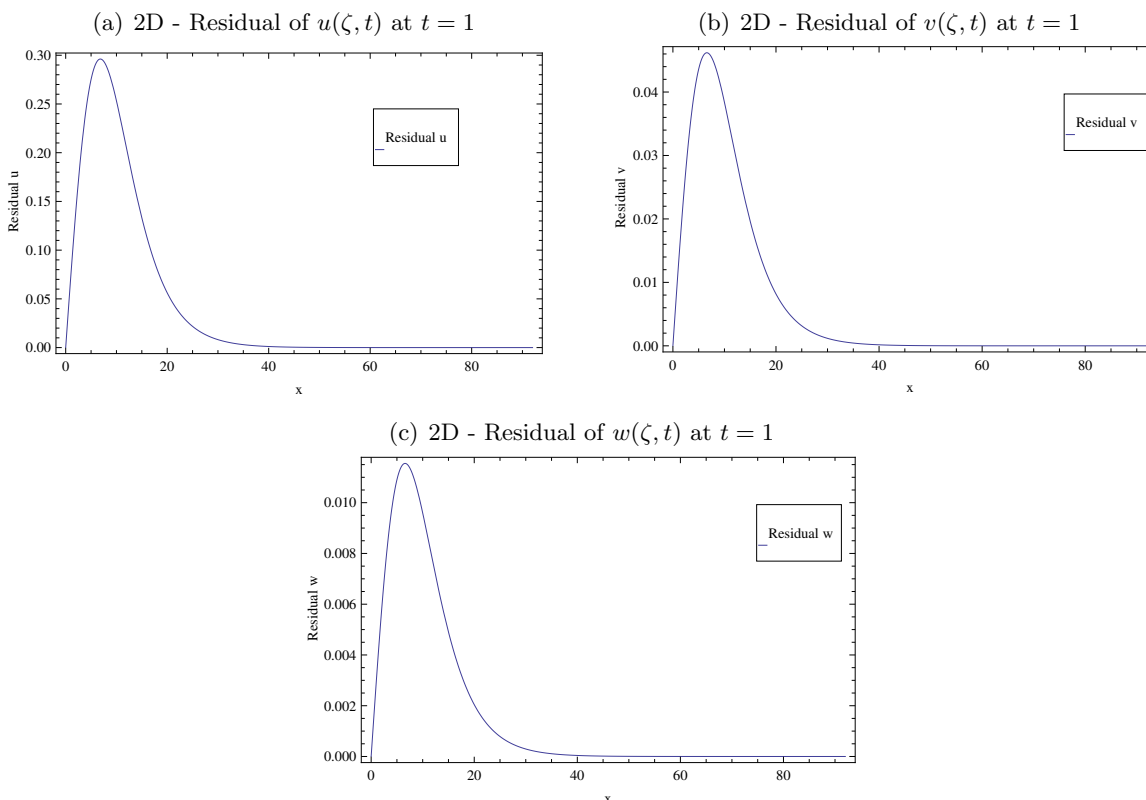 (a) 2D - Residual of u(ζ, t) at t = 1
0.30
0.25
0.20
0.15
0.10
0.05
0.00
Residual u
Residual u
0 20 40 60 80
x
(b) 2D - Residual of v(ζ, t) at t = 1
0.04
0.03
0.02
0.01
0.00
Residual v
Residual v
0 20 40 60 80
x
(c) 2D - Residual of w(ζ, t) at t = 1
0.010
0.008
0.006
0.004
0.002
0.000
Residual w
Residual w
0 20 40 60 80
x